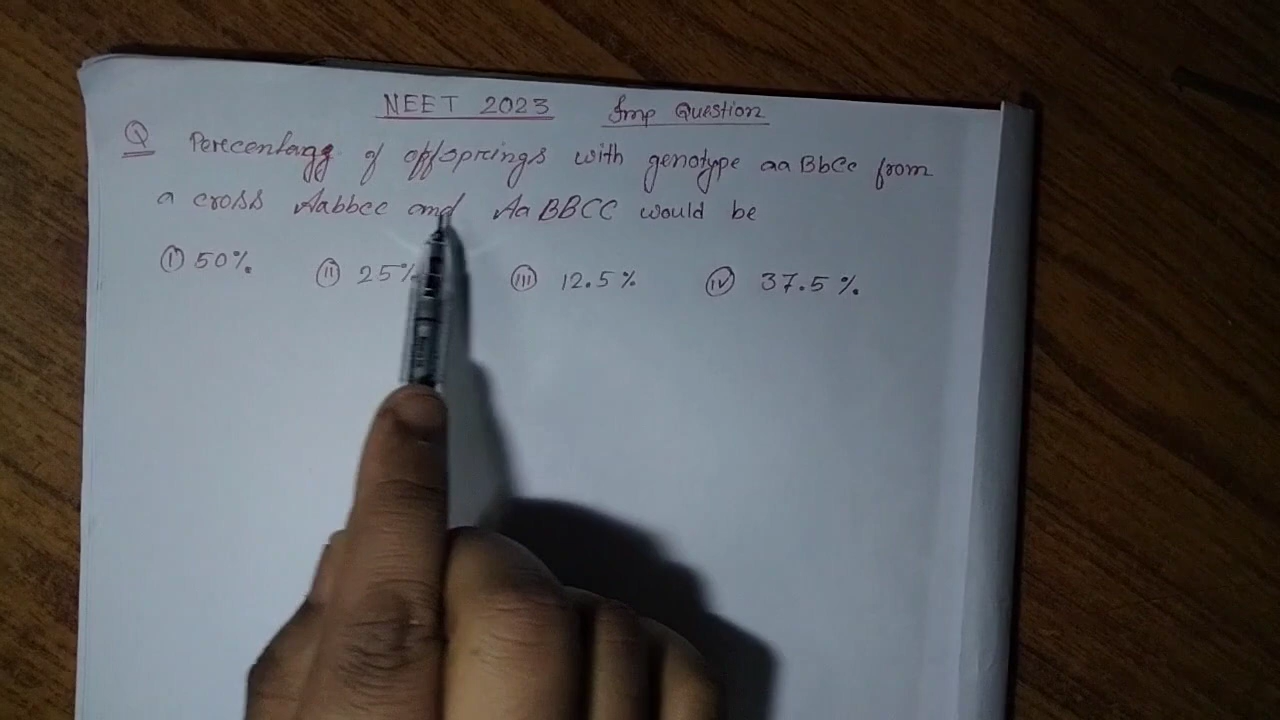 NEET 2023 Imp Question
Q Perecentagg of offsprings with genotype aaBbCc from
a cross Aabbcc and AaBBCC would be
(i) 50% (ii) 25% (iii) 12.5% (iv) 37.5%